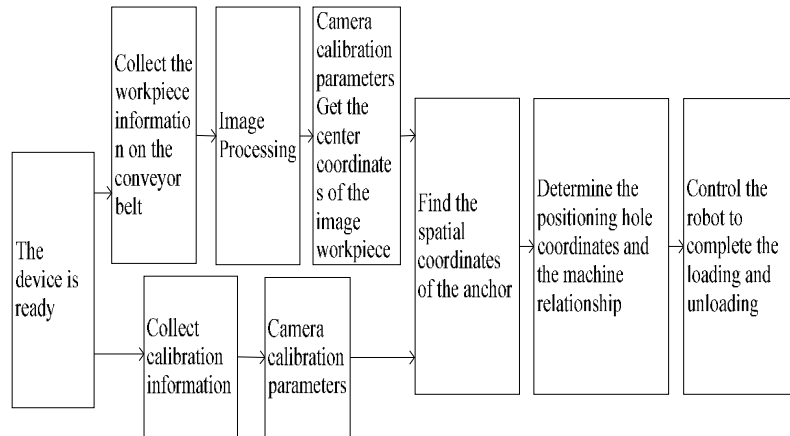 The
device is
ready
Collect the
workpiece
informatio
n on the
conveyor
belt
Image
Processing
Camera
calibration
parameters
Get the
center
coordinate
s of the
image
workpiece
Collect
calibration
information
Camera
calibration
parameters
Find the
spatial
coordinates
of the anchor
Determine the
positioning hole
coordinates and
the machine
relationship
Control the
robot to
complete the
loading and
unloading